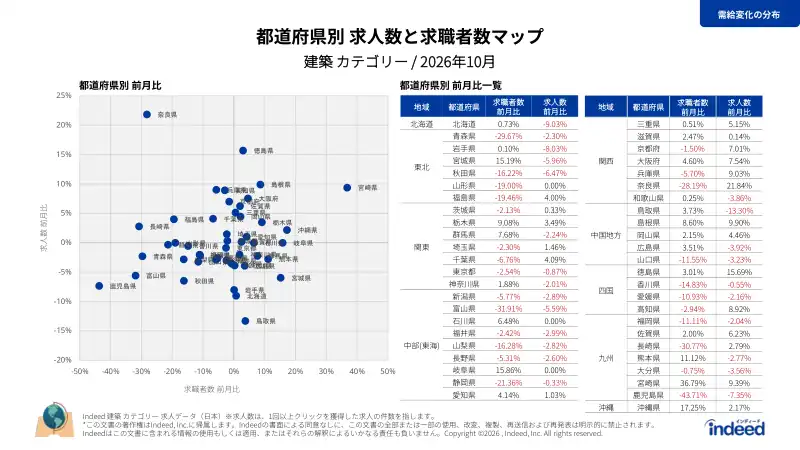 需給変化の分布
都道府県別 求人数と求職者数マップ
建築 カテゴリー / 2026年10月
都道府県別 前月比
都道府県別 前月比一覧
求人数 前月比
25%
20%
15%
10%
5%
0%
-5%
-10%
-15%
-20%
-50%
-40%
-30%
-20%
-10%
0%
10%
20%
30%
40%
50%
求職者数 前月比
奈良県
徳島県
島根県
宮崎県
大阪府
佐賀県
三重県
福島県
千葉県
栃木県
長崎県
沖縄県
愛知県
岐阜県
青森県
香川県
熊本県
富山県
秋田県
宮城県
鹿児島県
岩手県
北海道
鳥取県
地域 都道府県 求職者数 前月比 求人数 前月比
北海道 北海道 0.73% -9.03%
東北
青森県 -29.67% -2.30%
岩手県 0.10% -8.03%
宮城県 15.19% -5.96%
秋田県 -16.22% -6.47%
山形県 -19.00% 0.00%
福島県 -19.46% 4.00%
関東
茨城県 -2.13% 0.33%
栃木県 9.08% 3.49%
群馬県 7.68% -2.24%
埼玉県 -2.30% 1.46%
千葉県 -6.76% 4.09%
東京都 -2.54% -0.87%
神奈川県 1.88% -2.01%
中部(東海)
新潟県 -5.77% -2.89%
富山県 -31.91% -5.59%
石川県 6.48% 0.00%
福井県 -2.42% -2.99%
山梨県 -16.28% -2.82%
長野県 -5.31% -2.60%
岐阜県 15.86% 0.00%
静岡県 -21.36% -0.33%
愛知県 4.14% 1.03%
地域 都道府県 求職者数 前月比 求人数 前月比
関西
三重県 0.51% 5.15%
滋賀県 2.47% 0.14%
京都府 -1.50% 7.01%
大阪府 4.60% 7.54%
兵庫県 -5.70% 9.03%
奈良県 -28.19% 21.84%
和歌山県 0.25% -3.86%
中国地方
鳥取県 3.73% -13.30%
島根県 8.60% 9.90%
岡山県 2.15% 4.46%
広島県 3.51% -3.92%
山口県 -11.55% -3.23%
四国
徳島県 3.01% 15.69%
香川県 -14.83% -0.55%
愛媛県 -10.93% -2.16%
高知県 -2.94% 8.92%
九州
福岡県 -11.11% -2.04%
佐賀県 2.00% 6.23%
長崎県 -30.77% 2.79%
熊本県 11.12% -2.77%
大分県 -0.75% -3.56%
宮崎県 36.79% 9.39%
鹿児島県 -43.71% -7.35%
沖縄 沖縄県 17.25% 2.17%
Indeed 建築 カテゴリー 求人データ（日本）※求人数は、1回以上クリックを獲得した求人の件数を指します。
*この文書の著作権はIndeed, Inc.に帰属します。Indeedの書面による同意なしに、この文書の全部または一部の使用、改変、複製、再送信および再発表は明示的に禁止されます。
Indeedはこの文書に含まれる情報の使用もしくは適用、またはそれらの解釈によるいかなる責任も負いません。Copyright ©2026 , Indeed, Inc. All rights reserved.
インディード
indeed